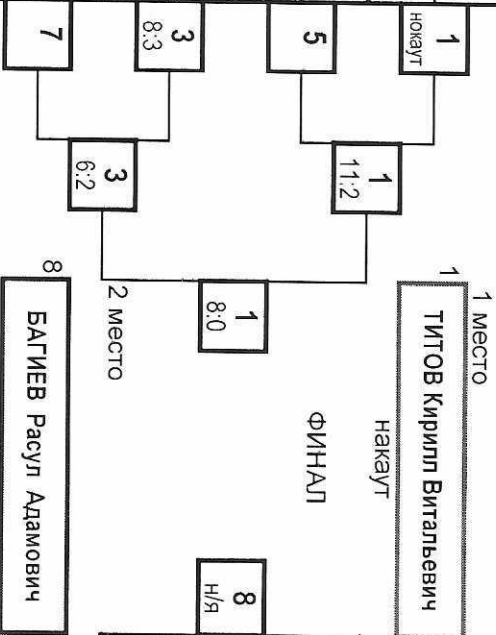 1 место
1
нокаут
1
ТИТОВ Кирилл Витальевич
накаут
1
11:2
ФИНАЛ
5
1
8:0
8
н/я
3
8:3
2 место
3
6:2
7
8
БАГИЕВ Расул Адамович